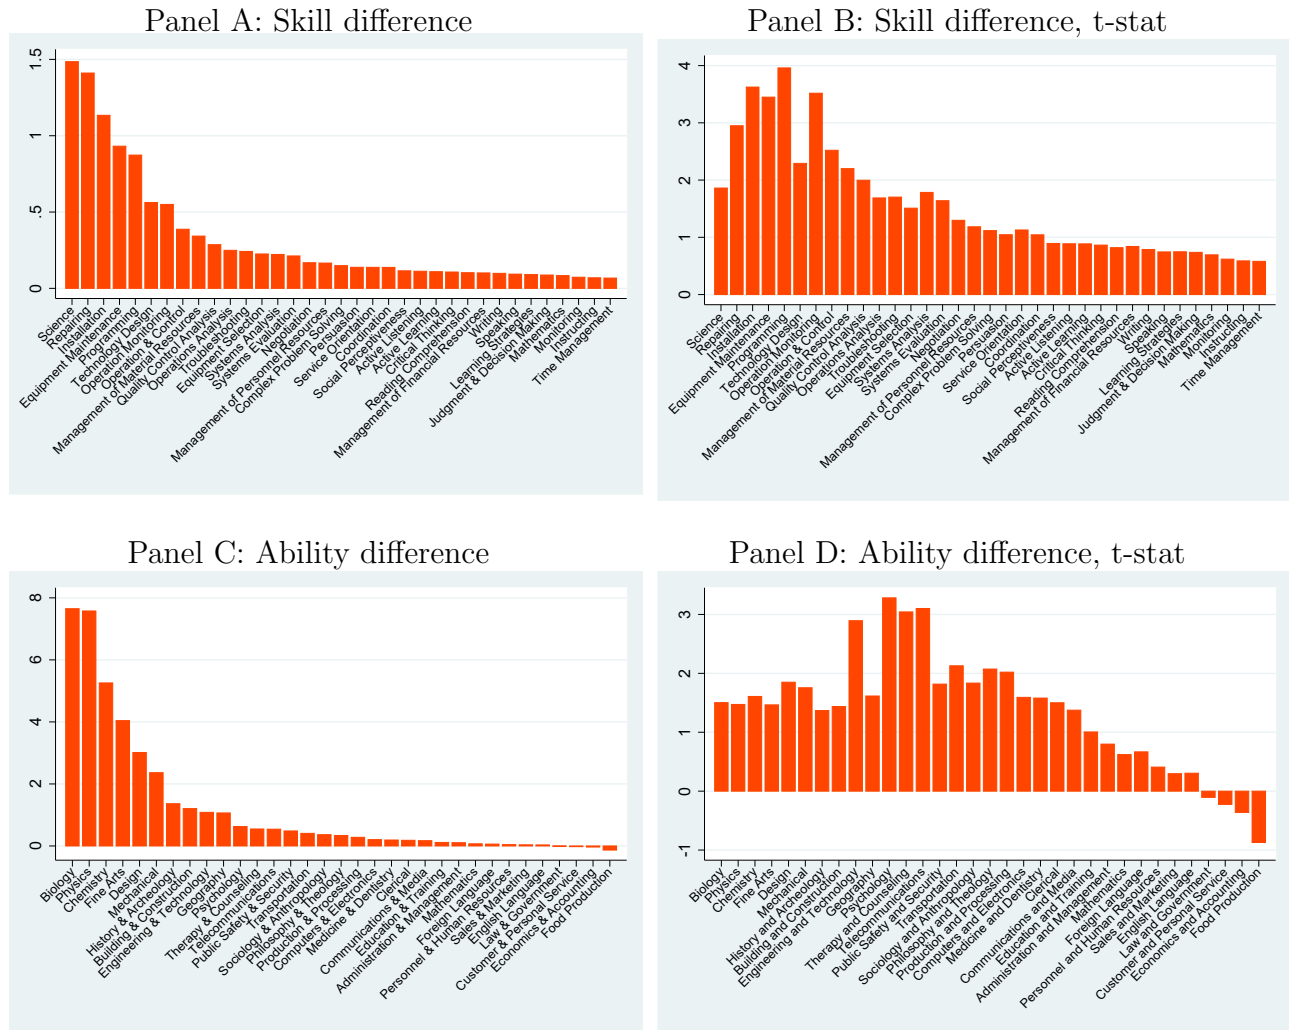 Panel A: Skill difference
1.5
1
.5
0
Science
Repairing
Installation
Equipment Maintenance
Programming
Technology Design
Operation Monitoring
Operation & Control
Management of Material Resources
Quality Control Analysis
Operations Analysis
Troubleshooting
Equipment Selection
Systems Analysis
Systems Evaluation
Negotiation
Management of Personnel Resources
Complex Problem Solving
Persuasion
Service Orientation
Coordination
Social Perceptiveness
Active Listening
Active Learning
Critical Thinking
Reading Comprehension
Management of Financial Resources
Writing
Speaking
Learning Strategies
Judgment & Decision Making
Mathematics
Monitoring
Instructing
Time Management
Panel B: Skill difference, t-stat
4
3
2
1
0
Science
Repairing
Installation
Equipment Maintenance
Programming
Technology Design
Operation Monitoring
Operation & Control
Management of Material Resources
Quality Control Analysis
Operations Analysis
Troubleshooting
Equipment Selection
Systems Analysis
Systems Evaluation
Negotiation
Management of Personnel Resources
Complex Problem Solving
Persuasion
Service Orientation
Coordination
Social Perceptiveness
Active Listening
Active Learning
Critical Thinking
Reading Comprehension
Management of Financial Resources
Writing
Speaking
Learning Strategies
Judgment & Decision Making
Mathematics
Monitoring
Instructing
Time Management
Panel C: Ability difference
8
6
4
2
0
Biology
Physics
Chemistry
Fine Arts
Design
Mechanical
History & Archeology
Building & Construction
Engineering & Technology
Geography
Psychology
Therapy & Counseling
Telecommunications
Public Safety & Security
Transportation
Sociology & Anthropology
Philosophy & Theology
Production & Processing
Computers & Electronics
Medicine & Dentistry
Clerical
Communications & Media
Education & Training
Administration & Management
Mathematics
Foreign Language
Personnel & Human Resources
Sales & Marketing
English Language
Law & Government
Customer & Personal Service
Economics & Accounting
Food Production
Panel D: Ability difference, t-stat
3
2
1
0
-1
Biology
Physics
Chemistry
Fine Arts
Design
Mechanical
History and Archeology
Building and Construction
Engineering and Technology
Geography
Psychology
Therapy and Counseling
Telecommunications
Public Safety and Security
Transportation
Sociology and Anthropology
Philosophy and Theology
Production and Processing
Computers and Electronics
Medicine and Dentistry
Clerical
Communications and Media
Education and Training
Administration and Management
Mathematics
Foreign Language
Personnel and Human Resources
Sales and Marketing
English Language
Law and Government
Customer and Personal Service
Economics and Accounting
Food Production